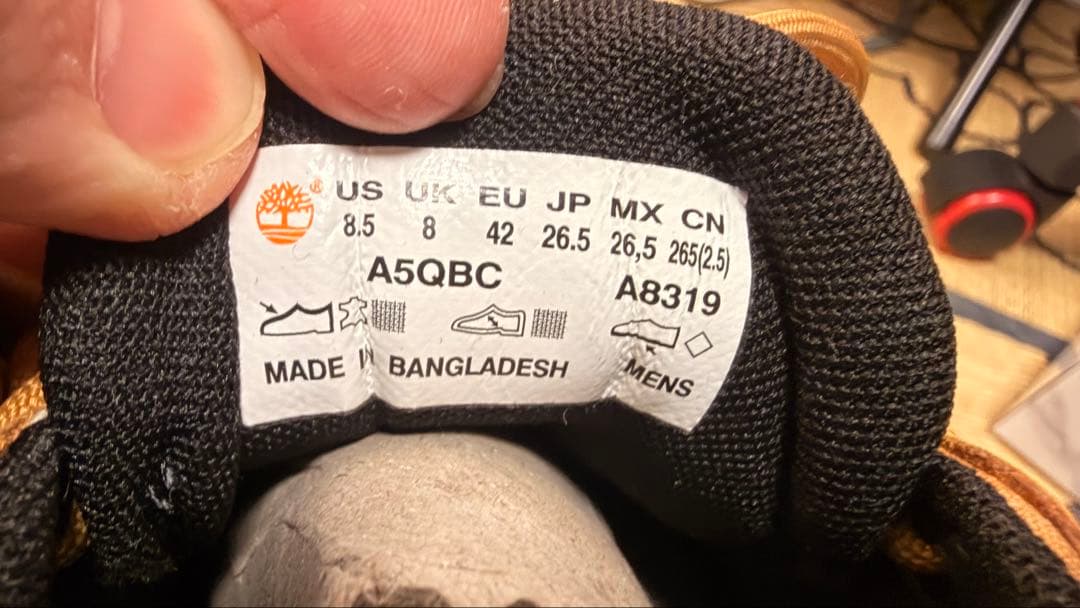 ® US UK EU JP MX CN
8.5 8 42 26.5 26,5 265(2.5)
A5QBC A8319
MADE IN BANGLADESH MENS